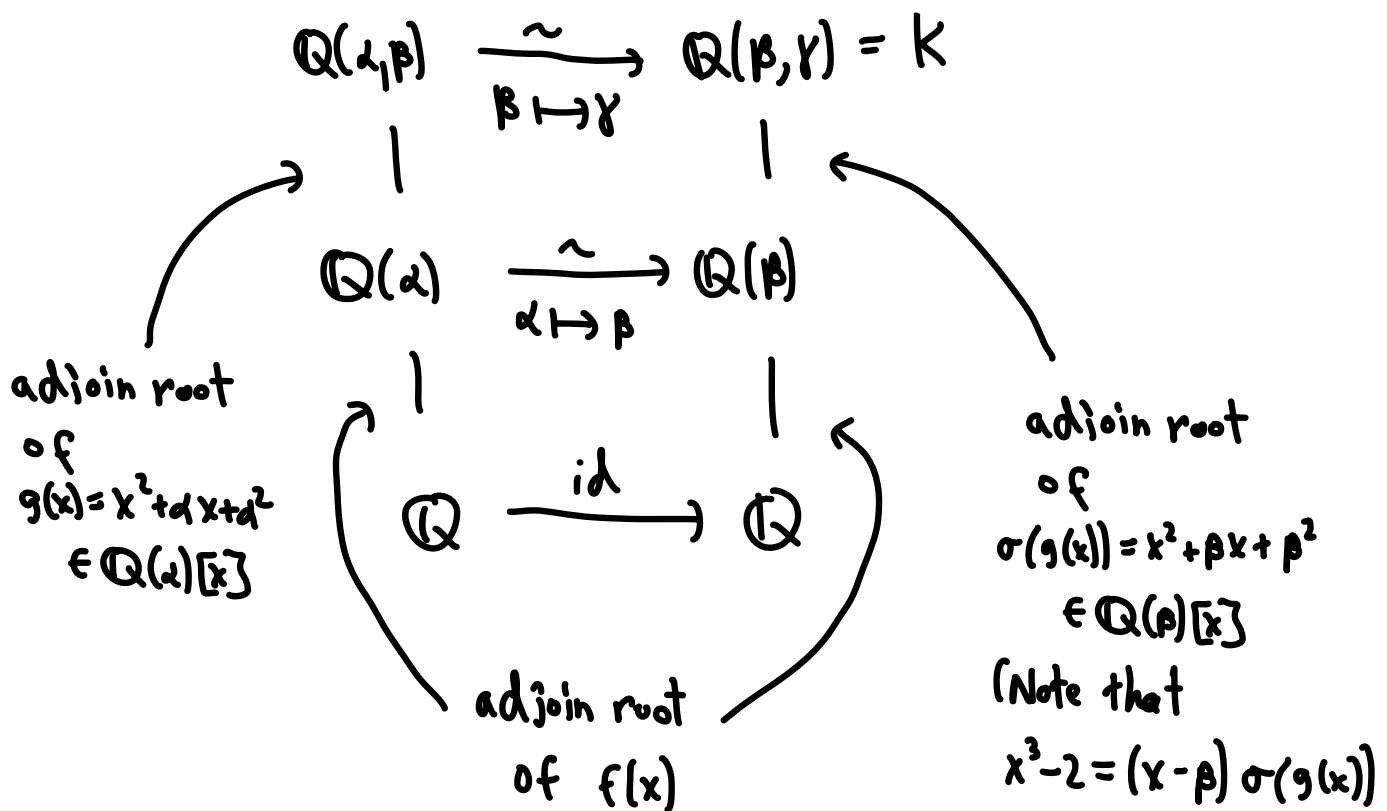 ℚ(α,β) ⥲ ℚ(β,γ) = K
β ↦ γ
ℚ(α) ⥲ ℚ(β)
α ↦ β
adjoin root
of
g(x)=x²+αx+α²
∈ ℚ(α)[x]
ℚ id→ ℚ
adjoin root
of
σ(g(x))=x²+βx+β²
∈ ℚ(β)[x]
(Note that
x³-2=(x-β)σ(g(x))
adjoin root
of f(x)